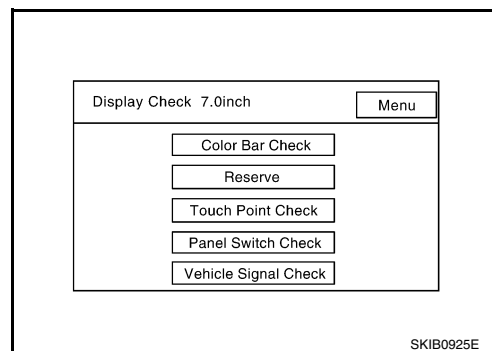 Display Check 7.0inch
Menu
Color Bar Check
Reserve
Touch Point Check
Panel Switch Check
Vehicle Signal Check
SKIB0925E